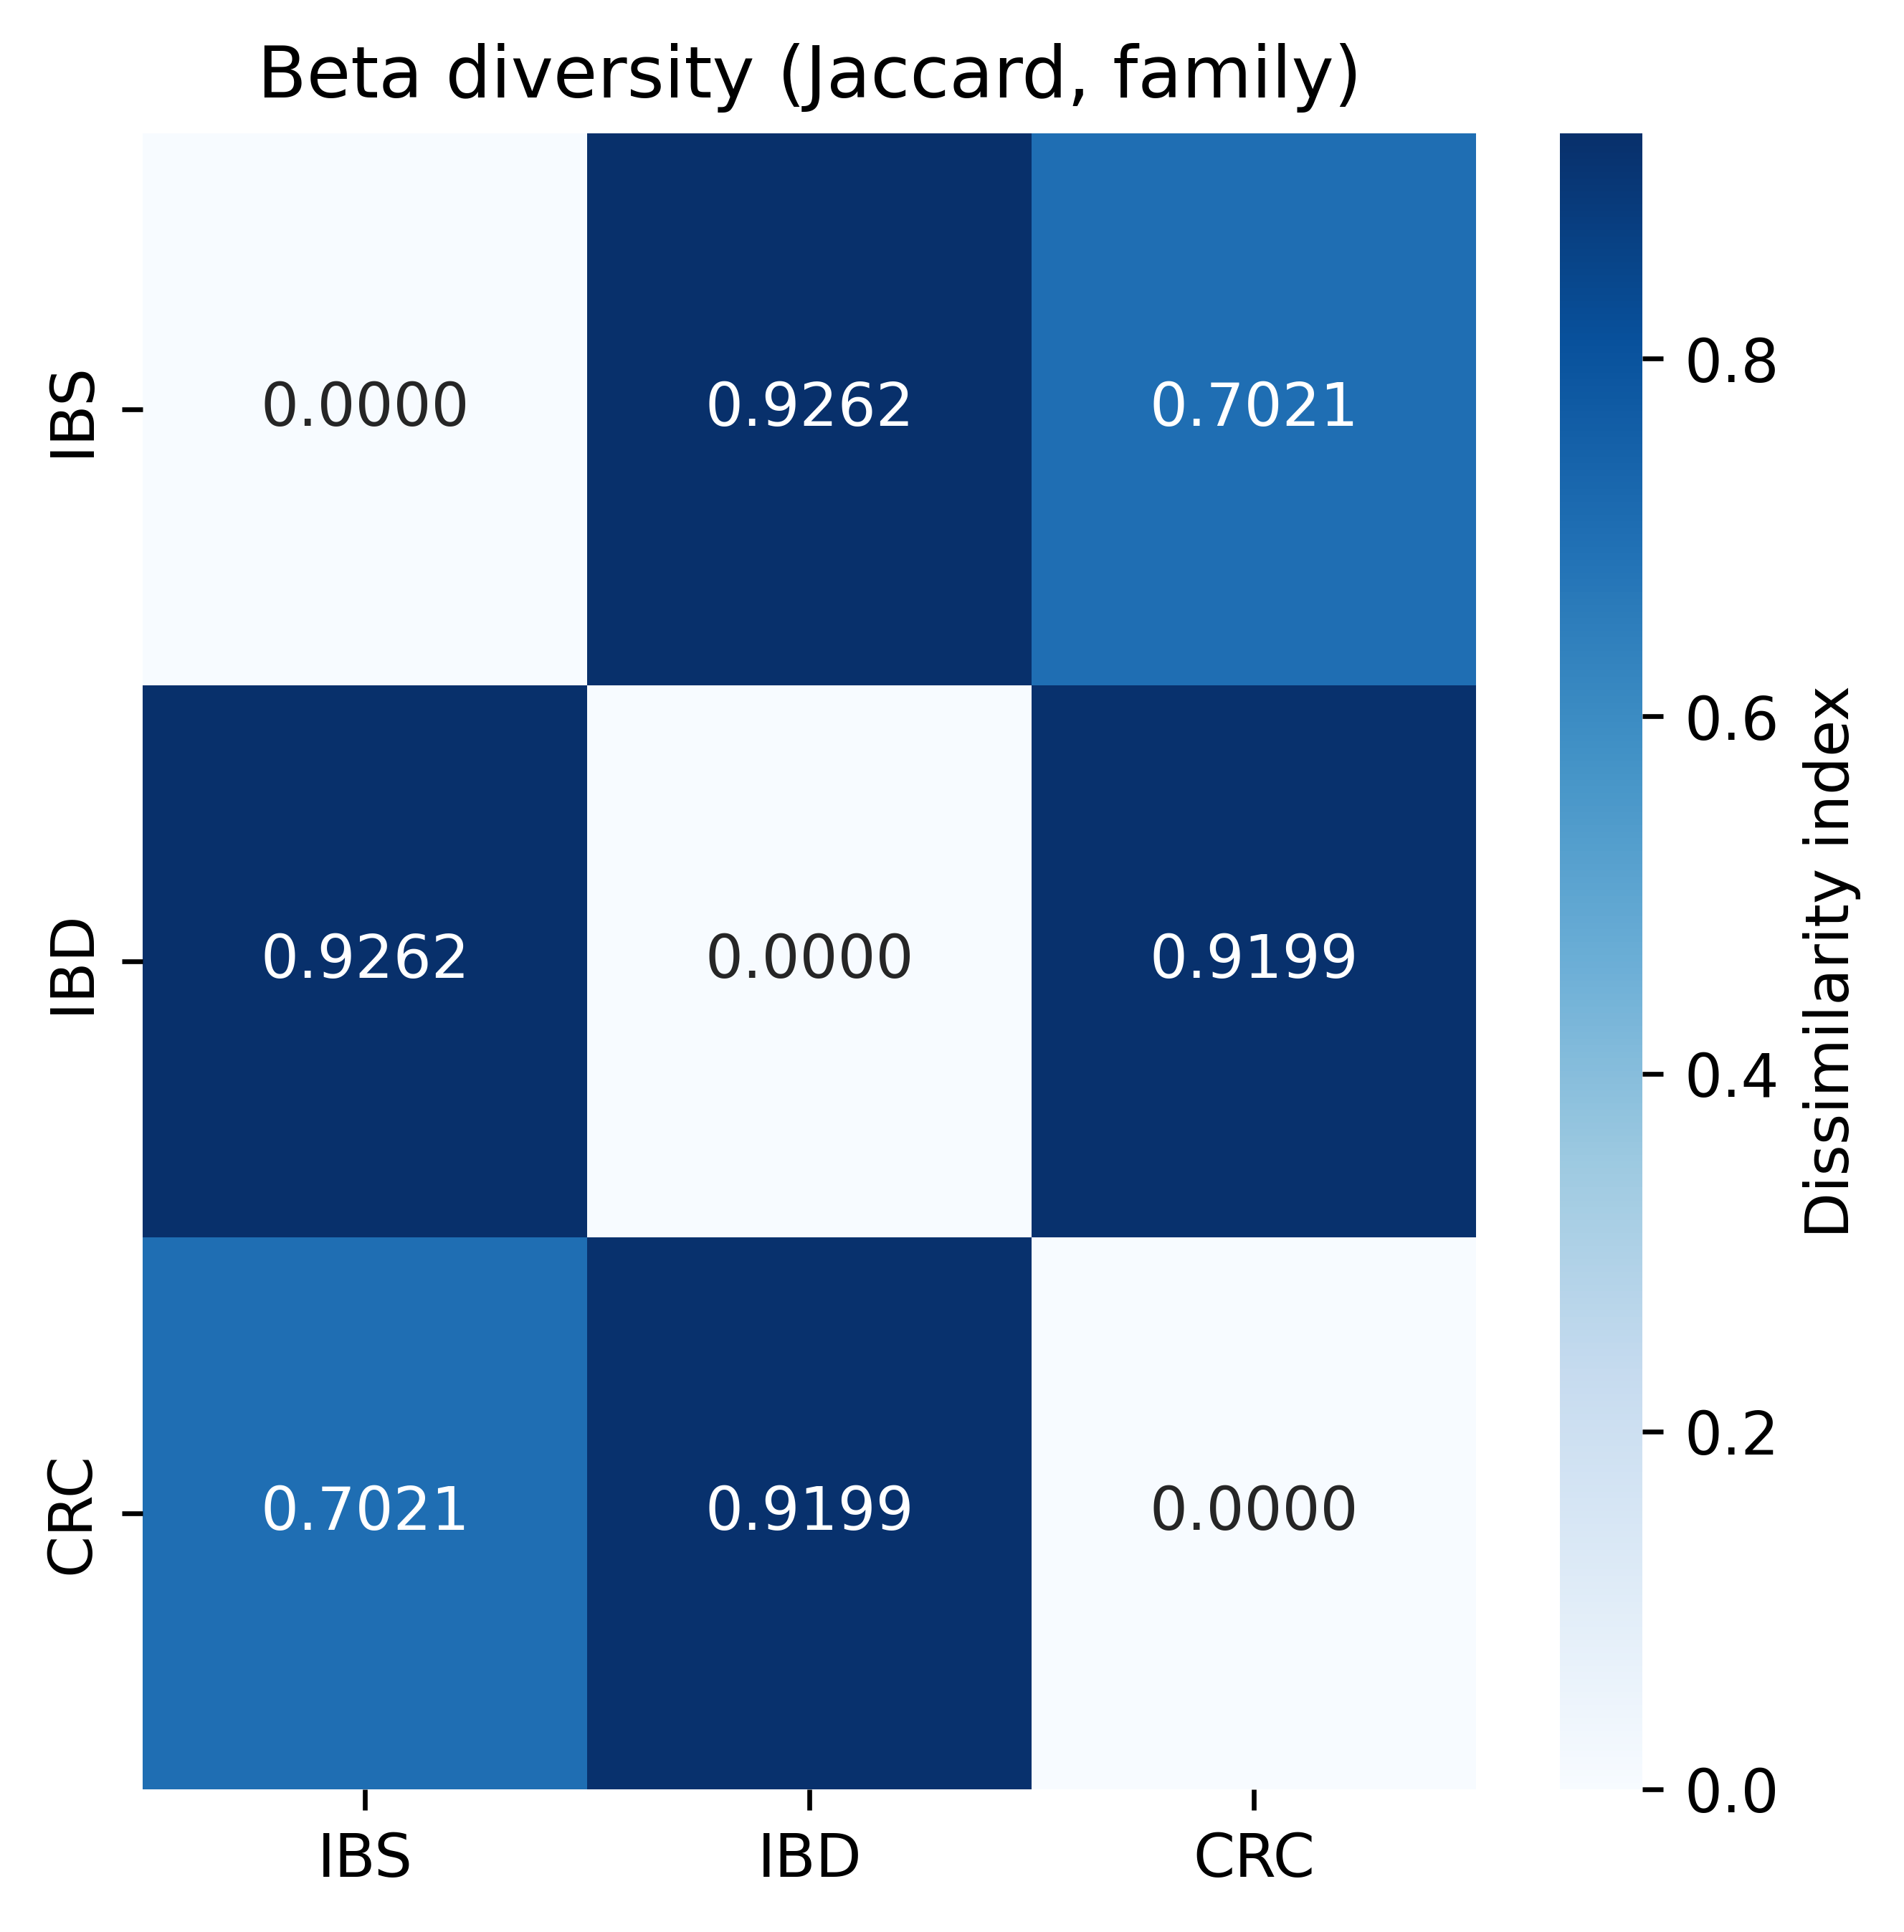 Beta diversity (Jaccard, family)
IBS
0.0000
0.9262
0.7021
IBD
0.9262
0.0000
0.9199
CRC
0.7021
0.9199
0.0000
IBS
IBD
CRC
0.8
0.6
0.4
0.2
0.0
Dissimilarity index